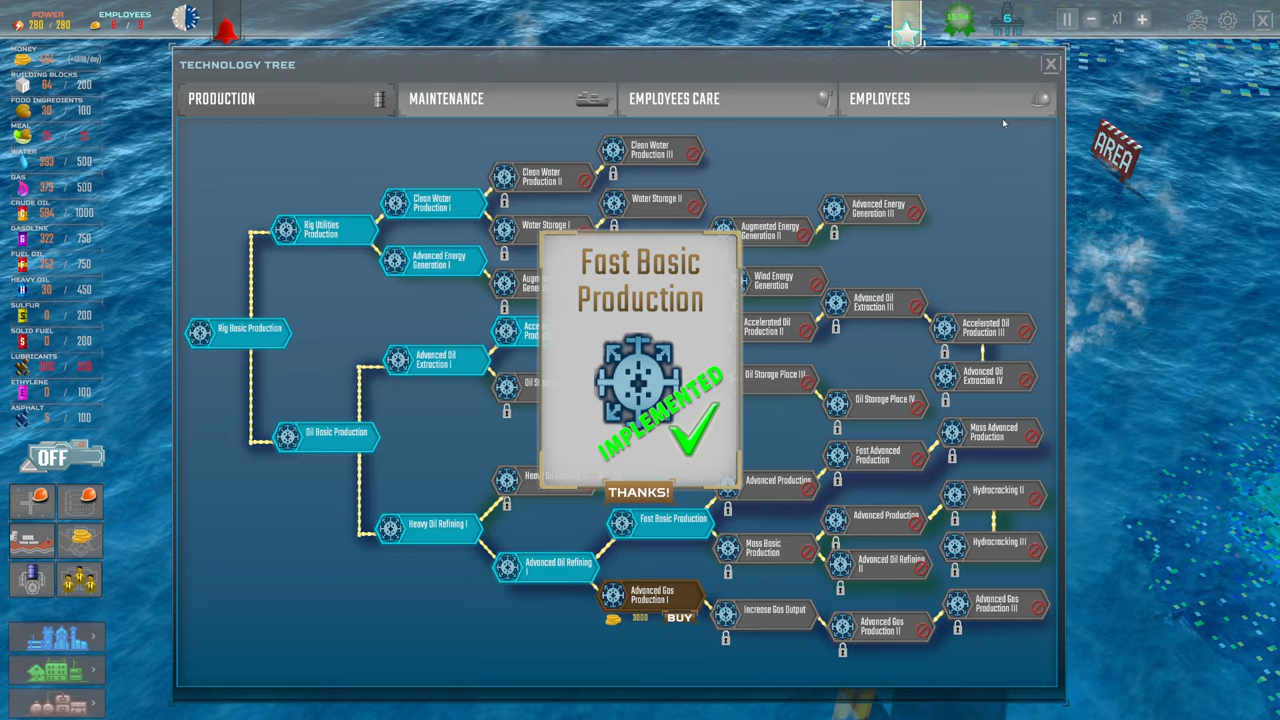 POWER
280 / 290
EMPLOYEES
15.54
6
X1
MONEY
(+4898/day)
BUILDING BLOCKS
64 / 200
FOOD INGREDIENTS
30 / 100
MEAL
WATER
393 / 500
GAS
373 / 500
CRUDE OIL
594 / 1000
GASOLINE
322 / 750
FUEL OIL
252 / 750
HEAVY OIL
30 / 450
SULFUR
0 / 200
SOLID FUEL
0 / 200
LUBRICANTS
ETHYLENE
0 / 100
ASPHALT
5 / 100
OFF
TECHNOLOGY TREE
PRODUCTION
MAINTENANCE
EMPLOYEES CARE
EMPLOYEES
AREA
Clean Water
Production III
Clean Water
Production II
Clean Water
Production I
Water Storage II
Advanced Energy
Generation III
Rig Utilities
Production
Water Storage I
Augmented Energy
Generation II
Advanced Energy
Generation I
Wind Energy
Generation
Advanced Oil
Extraction III
Rig Basic Production
Accelerated Oil
Production II
Accelerated Oil
Production III
Advanced Oil
Extraction I
Oil Storage Place III
Advanced Oil
Extraction IV
Oil Storage Place IV
Oil Basic Production
Mass Advanced
Production
Fast Advanced
Production
Advanced Production
Hydrocracking II
Heavy Oil Refining I
Fast Basic Production
Advanced Production
Mass Basic
Production
Hydrocracking III
Advanced Oil Refining
I
Advanced Oil Refining
II
Advanced Gas
Production I
3000
BUY
Increase Gas Output
Advanced Gas
Production II
Advanced Gas
Production III
Fast Basic
Production
IMPLEMENTED
THANKS!